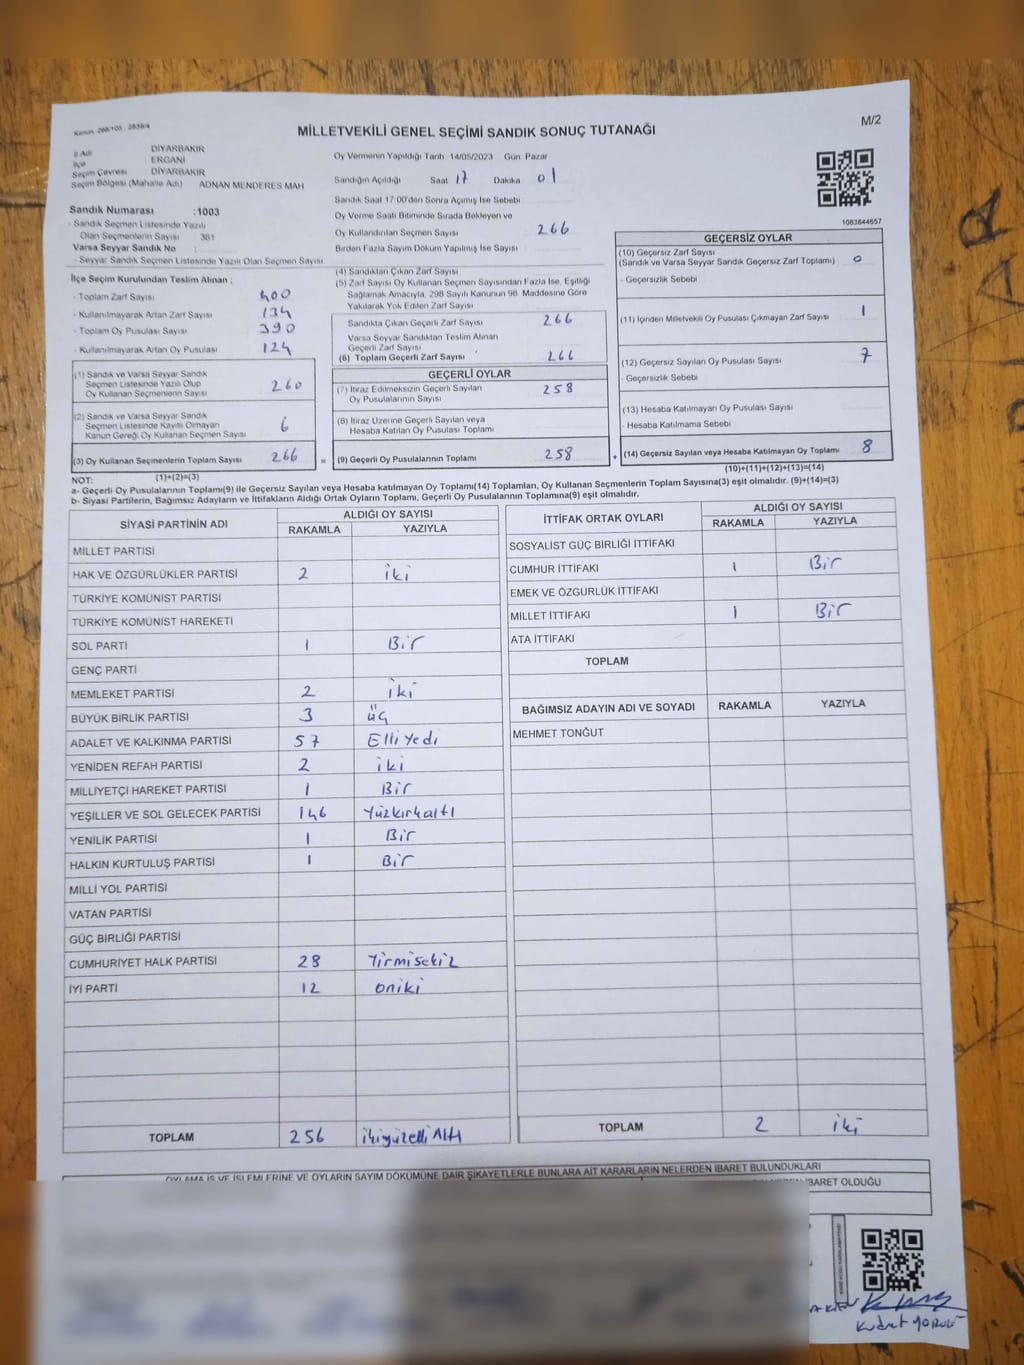 Kanun: 298/105 , 2839/4
M/2
MİLLETVEKİLİ GENEL SEÇİMİ SANDIK SONUÇ TUTANAĞI
İl Adı DİYARBAKIR
İlçe ERGANİ
Seçim Çevresi DİYARBAKIR
Seçim Bölgesi (Mahalle Adı) ADNAN MENDERES MAH
Sandık Numarası :1003
- Sandık Seçmen Listesinde Yazılı
Olan Seçmenlerin Sayısı 361
Varsa Seyyar Sandık No :
- Seyyar Sandık Seçmen Listesinde Yazılı Olan Seçmen Sayısı
Oy Vermenin Yapıldığı Tarih 14/05/2023 Gün Pazar
Sandığın Açıldığı Saat 17 Dakika 01
Sandık Saat 17:00'den Sonra Açımış İse Sebebi
Oy Verme Saati Bitiminde Sırada Bekleyen ve
Oy Kullandırılan Seçmen Sayısı 266
Birden Fazla Sayım Döküm Yapılmış İse Sayısı
1083844657
İlçe Seçim Kurulundan Teslim Alınan ;
- Toplam Zarf Sayısı 400
- Kullanılmayarak Artan Zarf Sayısı 134
- Toplam Oy Pusulası Sayısı 390
- Kullanılmayarak Artan Oy Pusulası 124
(1) Sandık ve Varsa Seyyar Sandık
Seçmen Listesinde Yazılı Olup
Oy Kullanan Seçmenlerin Sayısı 260
(2) Sandık ve Varsa Seyyar Sandık
Seçmen Listesinde Kayıtlı Olmayan
Kanun Gereği Oy Kullanan Seçmen Sayısı 6
(3) Oy Kullanan Seçmenlerin Toplam Sayısı 266
(1)+(2)=(3)
(4) Sandıktan Çıkan Zarf Sayısı
(5) Zarf Sayısı Oy Kullanan Seçmen Sayısından Fazla İse, Eşitliği
Sağlamak Amacıyla, 298 Sayılı Kanunun 98. Maddesine Göre
Yakılarak Yok Edilen Zarf Sayısı
Sandıkta Çıkan Geçerli Zarf Sayısı 266
Varsa Seyyar Sandıktan Teslim Alınan
Geçerli Zarf Sayısı
(6) Toplam Geçerli Zarf Sayısı 266
GEÇERLİ OYLAR
(7) İtiraz Edilmeksizin Geçerli Sayılan
Oy Pusulalarının Sayısı 258
(8) İtiraz Üzerine Geçerli Sayılan veya
Hesaba Katılan Oy Pusulası Toplamı
= (9) Geçerli Oy Pusulalarının Toplamı 258
GEÇERSİZ OYLAR
(10) Geçersiz Zarf Sayısı
(Sandık ve Varsa Seyyar Sandık Geçersiz Zarf Toplamı) 0
- Geçersizlik Sebebi
(11) İçinden Milletvekili Oy Pusulası Çıkmayan Zarf Sayısı 1
(12) Geçersiz Sayılan Oy Pusulası Sayısı 7
- Geçersizlik Sebebi
(13) Hesaba Katılmayan Oy Pusulası Sayısı
- Hesaba Katılmama Sebebi
+ (14) Geçersiz Sayılan veya Hesaba Katılmayan Oy Toplamı 8
(10)+(11)+(12)+(13)=(14)
NOT:
a- Geçerli Oy Pusulalarının Toplamı(9) ile Geçersiz Sayılan veya Hesaba katılmayan Oy Toplamı(14) Toplamları, Oy Kullanan Seçmenlerin Toplam Sayısına(3) eşit olmalıdır. (9)+(14)=(3)
b- Siyasi Partilerin, Bağımsız Adayların ve İttifakların Aldığı Ortak Oyların Toplamı, Geçerli Oy Pusulalarının Toplamına(9) eşit olmalıdır.
SİYASİ PARTİNİN ADI ALDIĞI OY SAYISI
RAKAMLA YAZIYLA
MİLLET PARTİSİ
HAK VE ÖZGÜRLÜKLER PARTİSİ 2 iki
TÜRKİYE KOMÜNİST PARTİSİ
TÜRKİYE KOMÜNİST HAREKETİ
SOL PARTİ 1 Bir
GENÇ PARTİ
MEMLEKET PARTİSİ 2 iki
BÜYÜK BİRLİK PARTİSİ 3 üç
ADALET VE KALKINMA PARTİSİ 57 Elli Yedi
YENİDEN REFAH PARTİSİ 2 iki
MİLLİYETÇİ HAREKET PARTİSİ 1 Bir
YEŞİLLER VE SOL GELECEK PARTİSİ 146 Yüzkırkaltı
YENİLİK PARTİSİ 1 Bir
HALKIN KURTULUŞ PARTİSİ 1 Bir
MİLLİ YOL PARTİSİ
VATAN PARTİSİ
GÜÇ BİRLİĞİ PARTİSİ
CUMHURİYET HALK PARTİSİ 28 Yirmisekiz
İYİ PARTİ 12 oniki
TOPLAM 256 ikiyüzelli Altı
İTTİFAK ORTAK OYLARI ALDIĞI OY SAYISI
RAKAMLA YAZIYLA
SOSYALİST GÜÇ BİRLİĞİ İTTİFAKI
CUMHUR İTTİFAKI 1 Bir
EMEK VE ÖZGÜRLÜK İTTİFAKI
MİLLET İTTİFAKI 1 Bir
ATA İTTİFAKI
TOPLAM
BAĞIMSIZ ADAYIN ADI VE SOYADI RAKAMLA YAZIYLA
MEHMET TONĞUT
TOPLAM 2 iki
OYLAMA İŞ VE İŞLEMLERİNE VE OYLARIN SAYIM DÖKÜMÜNE DAİR ŞİKAYETLERLE BUNLARA AİT KARARLARIN NELERDEN İBARET BULUNDUKLARI
İBARET OLDUĞU